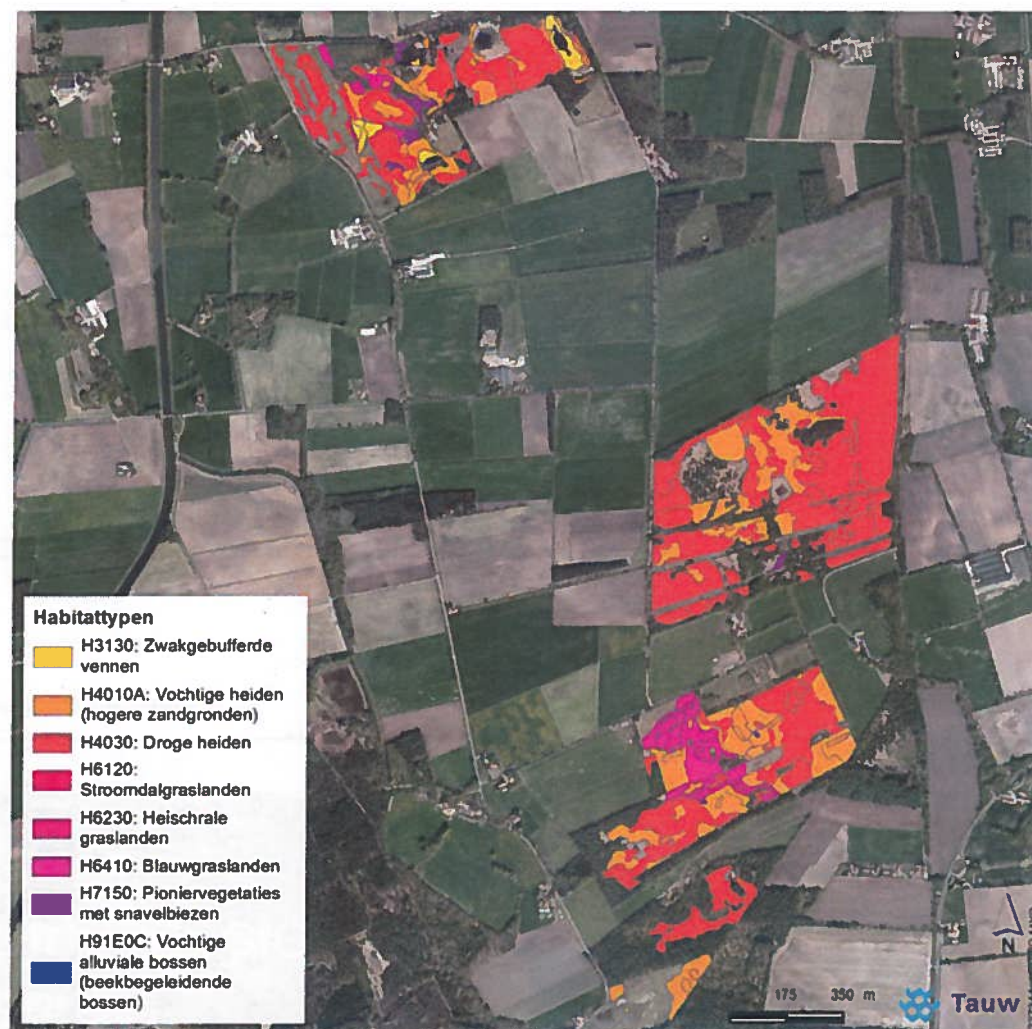 Habitattypen
H3130: Zwakgebufferde
vennen
H4010A: Vochtige heiden
(hogere zandgronden)
H4030: Droge heiden
H6120:
Stroomdalgraslanden
H6230: Heischrale
graslanden
H6410: Blauwgraslanden
H7150: Pioniervegetaties
met snavelbiezen
H91E0C: Vochtige
alluviale bossen
(beekbegeleidende
bossen)
N
175 350 m
Tauw